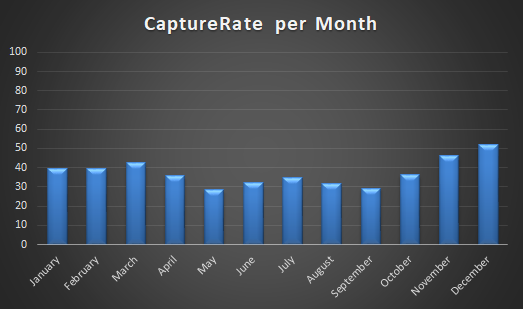 CaptureRate per Month
100
90
80
70
60
50
40
30
20
10
0
January
February
March
April
May
June
July
August
September
October
November
December